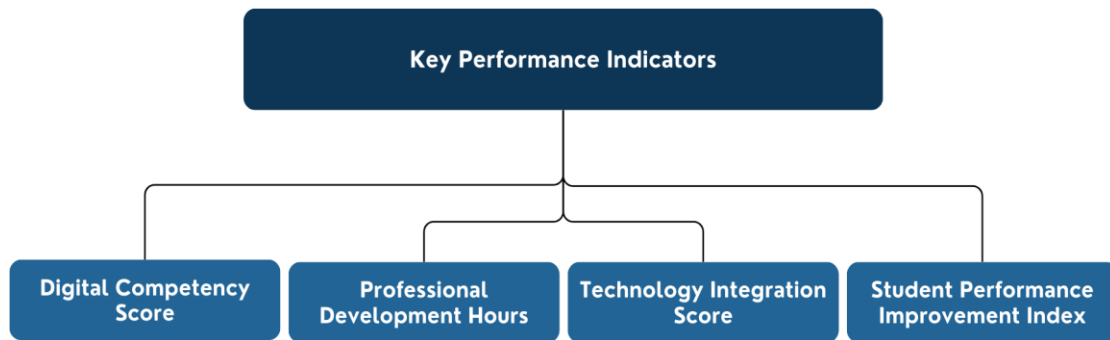 Key Performance Indicators
Digital Competency
Score
Professional
Development Hours
Technology Integration
Score
Student Performance
Improvement Index